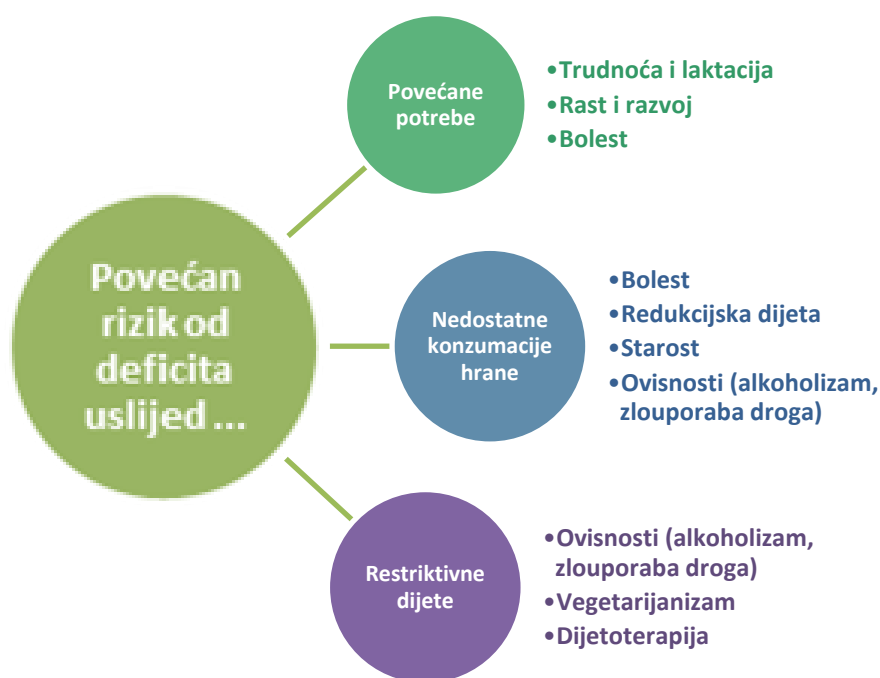 Povećane
potrebe
•Trudnoća i laktacija
•Rast i razvoj
•Bolest
Povećan
rizik od
deficita
uslijed ...
Nedostatne
konzumacije
hrane
•Bolest
•Redukcijska dijeta
•Starost
•Ovisnosti (alkoholizam,
zlouporaba droga)
Restriktivne
dijete
•Ovisnosti (alkoholizam,
zlouporaba droga)
•Vegetarijanizam
•Dijetoterapija